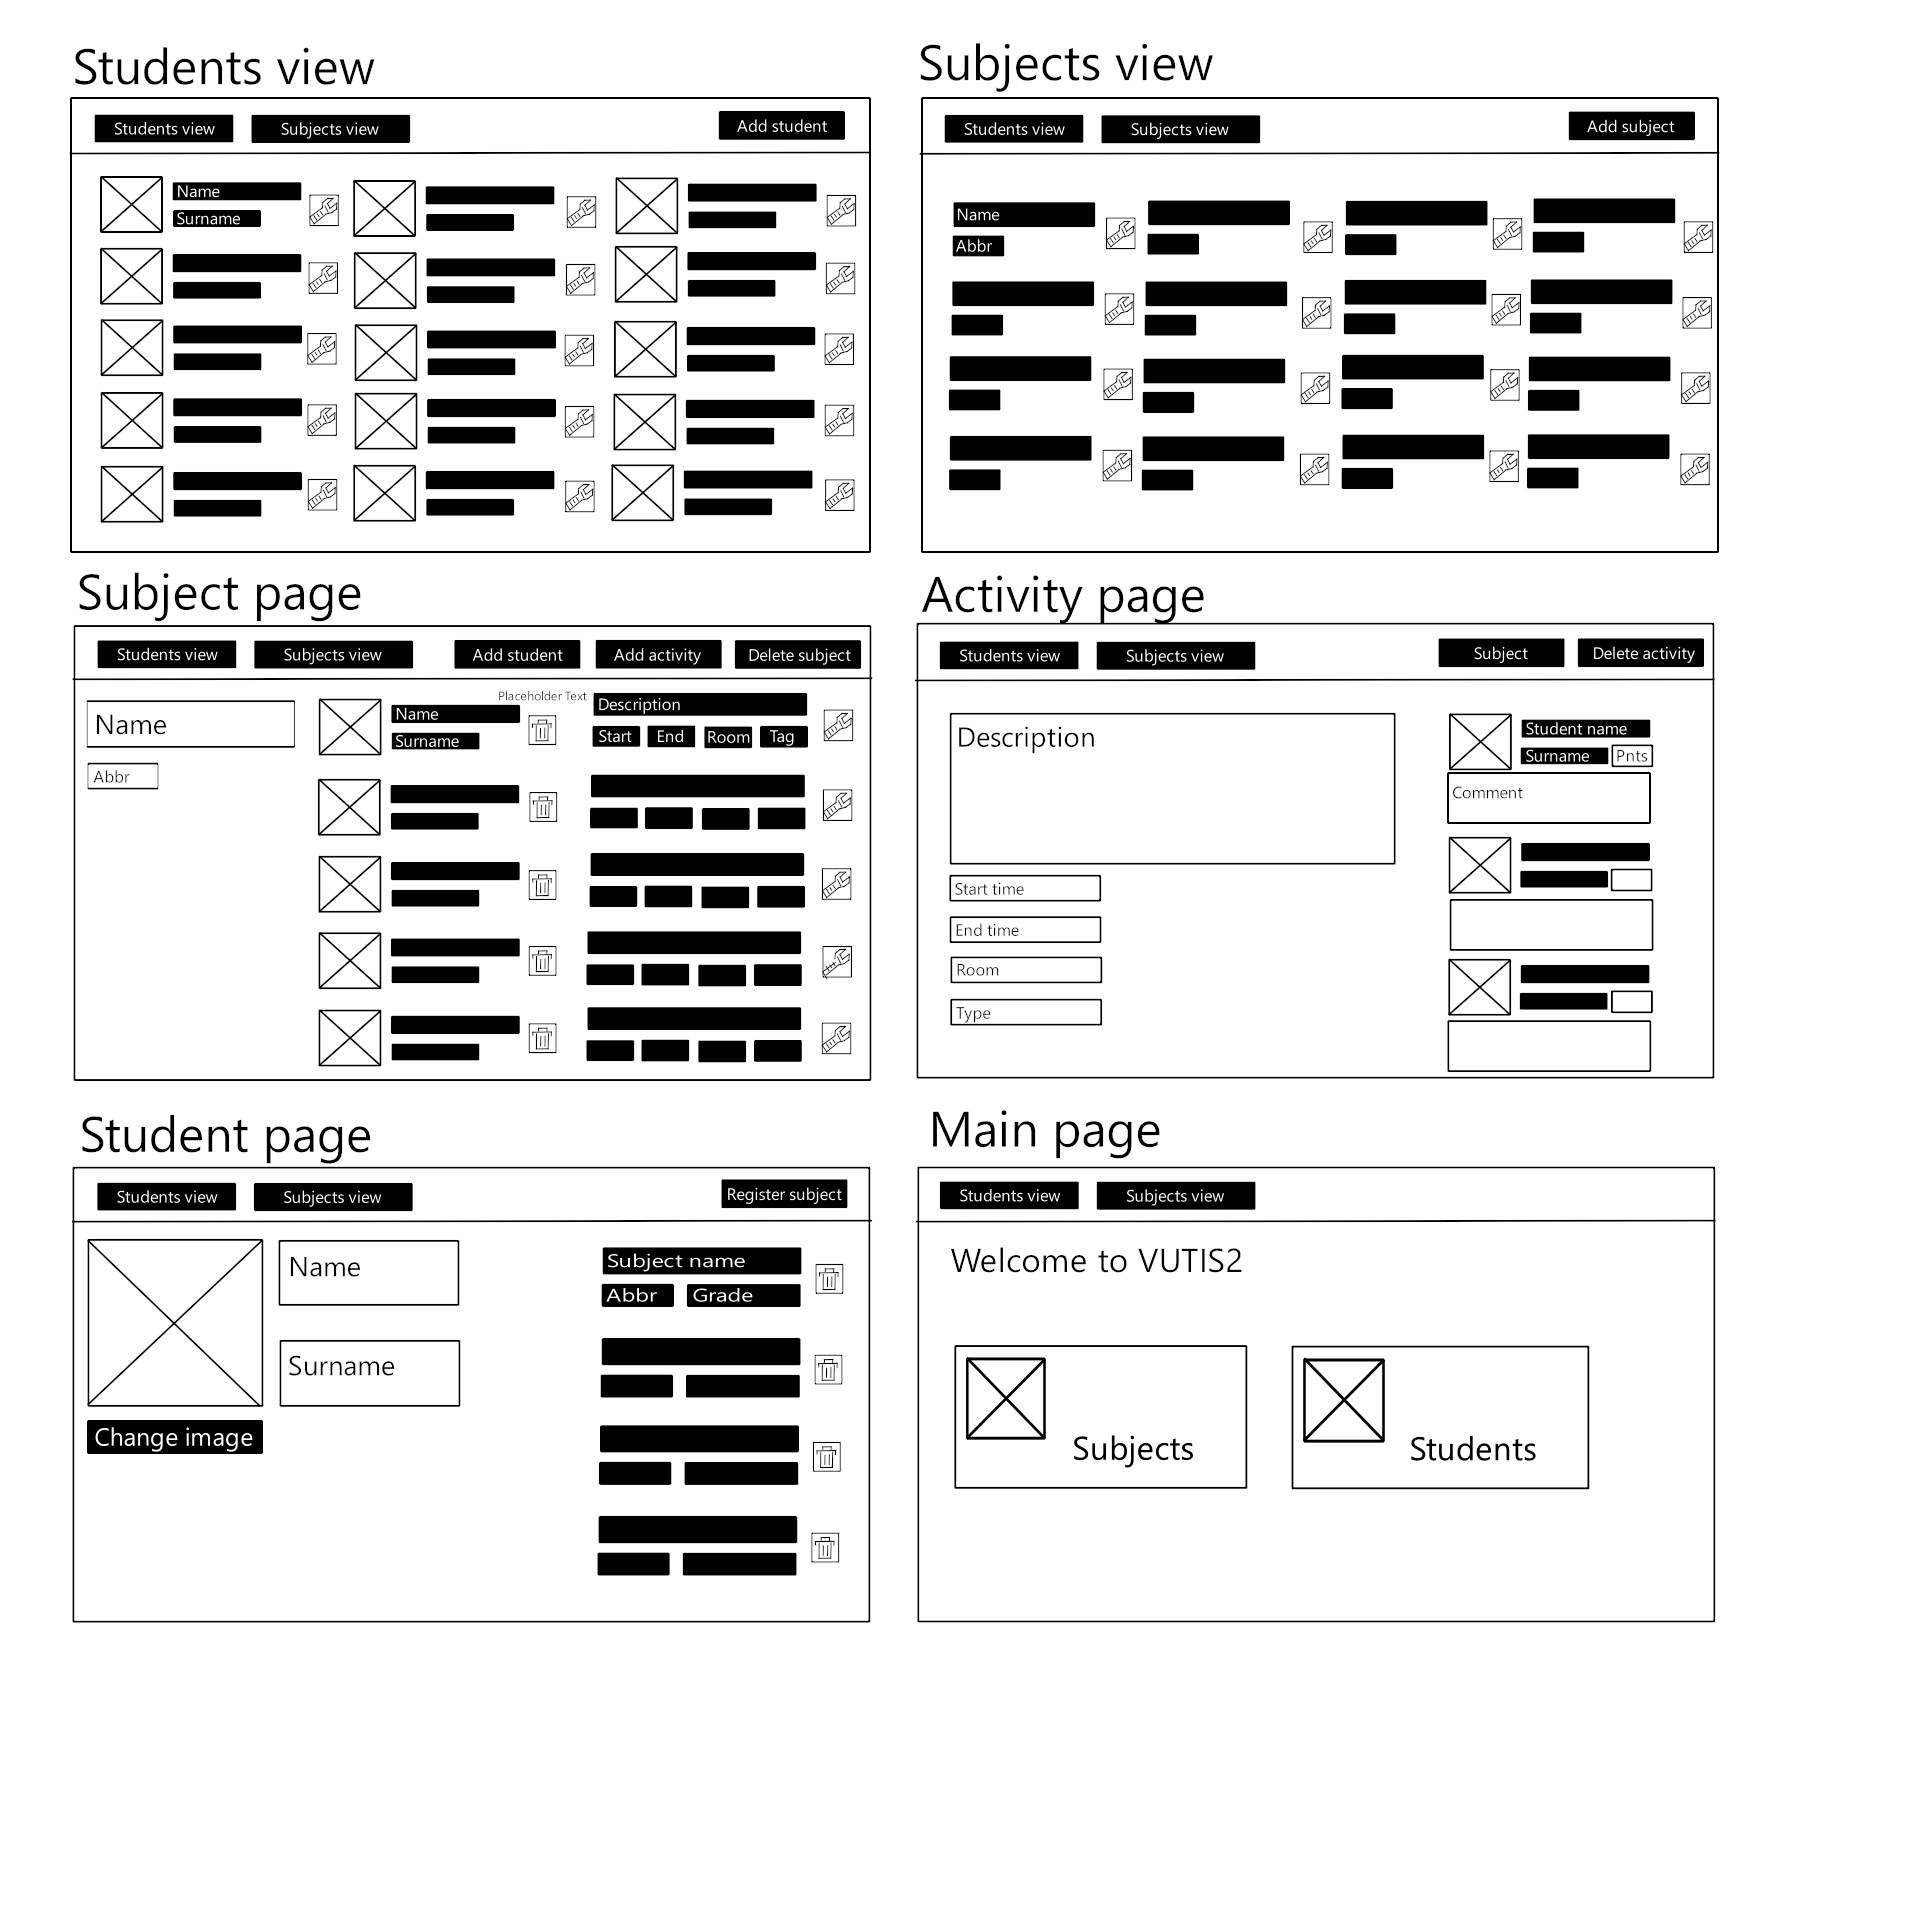 Students view
Students view
Subjects view
Add student
Name
Surname
Subjects view
Students view
Subjects view
Add subject
Name
Abbr
Subject page
Students view
Subjects view
Add student
Add activity
Delete subject
Name
Abbr
Placeholder Text
Name
Surname
Description
Start
End
Room
Tag
Activity page
Students view
Subjects view
Subject
Delete activity
Description
Start time
End time
Room
Type
Student name
Surname
Pnts
Comment
Student page
Students view
Subjects view
Register subject
Name
Surname
Change image
Subject name
Abbr
Grade
Main page
Students view
Subjects view
Welcome to VUTIS2
Subjects
Students